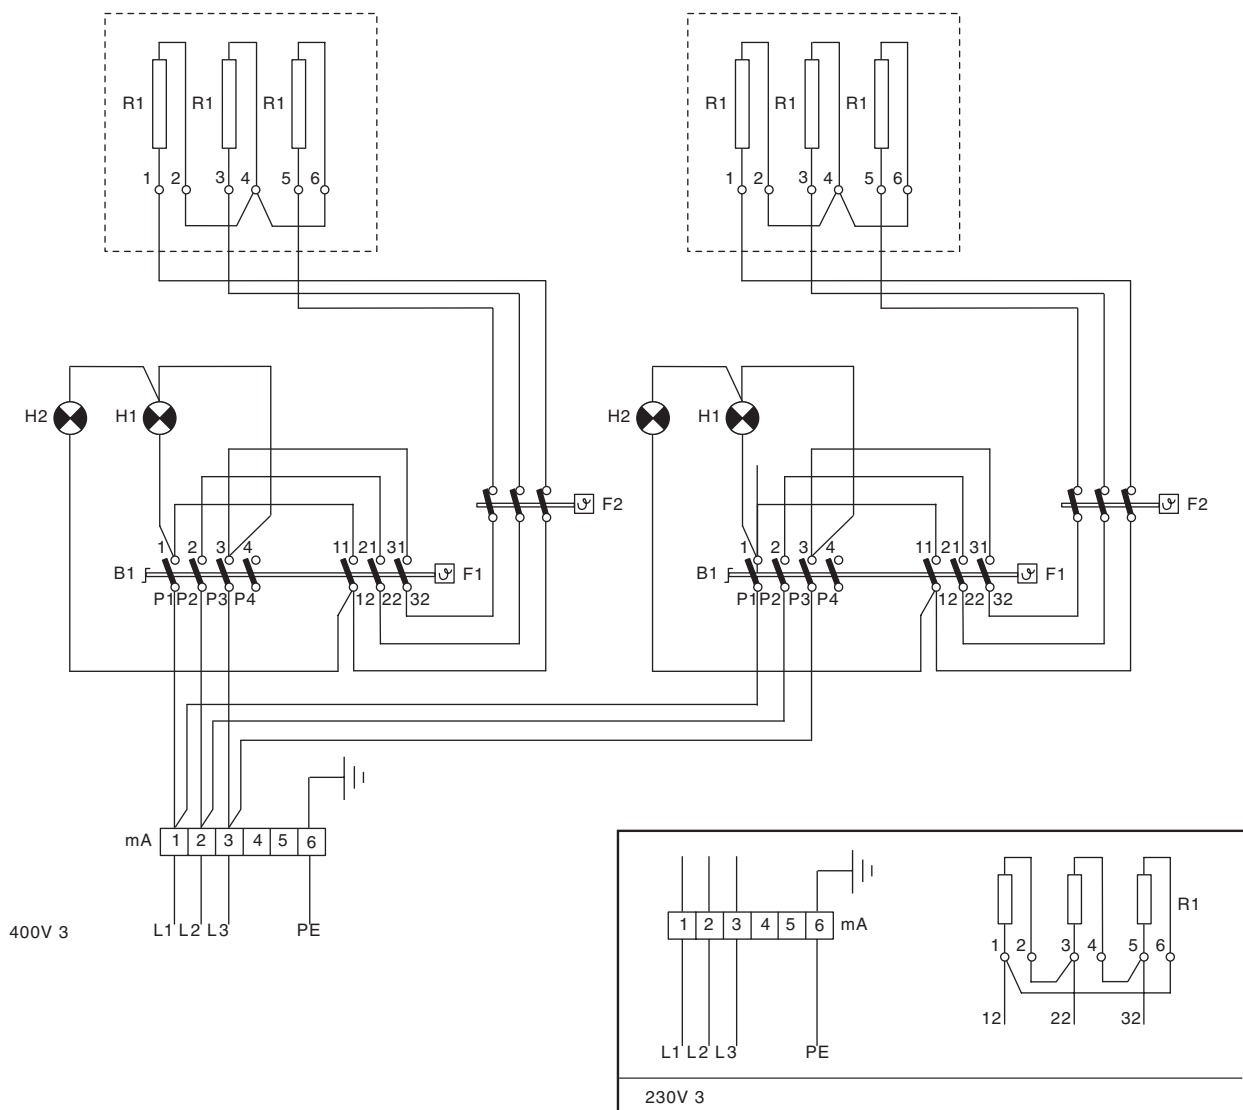 R1 R1 R1 R1 R1 R1
1 2 3 4 5 6 1 2 3 4 5 6
H2 H1 H2 H1
ϑ F2 ϑ F2
1 2 3 4 11 21 31 1 2 3 4 11 21 31
B1 ϑ F1 B1 ϑ F1
P1 P2 P3 P4 12 22 32 P1 P2 P3 P4 12 22 32
mA 1 2 3 4 5 6
400V 3 L1 L2 L3 PE
R1
1 2 3 4 5 6 mA
1 2 3 4 5 6
12 22 32
L1 L2 L3 PE
230V 3